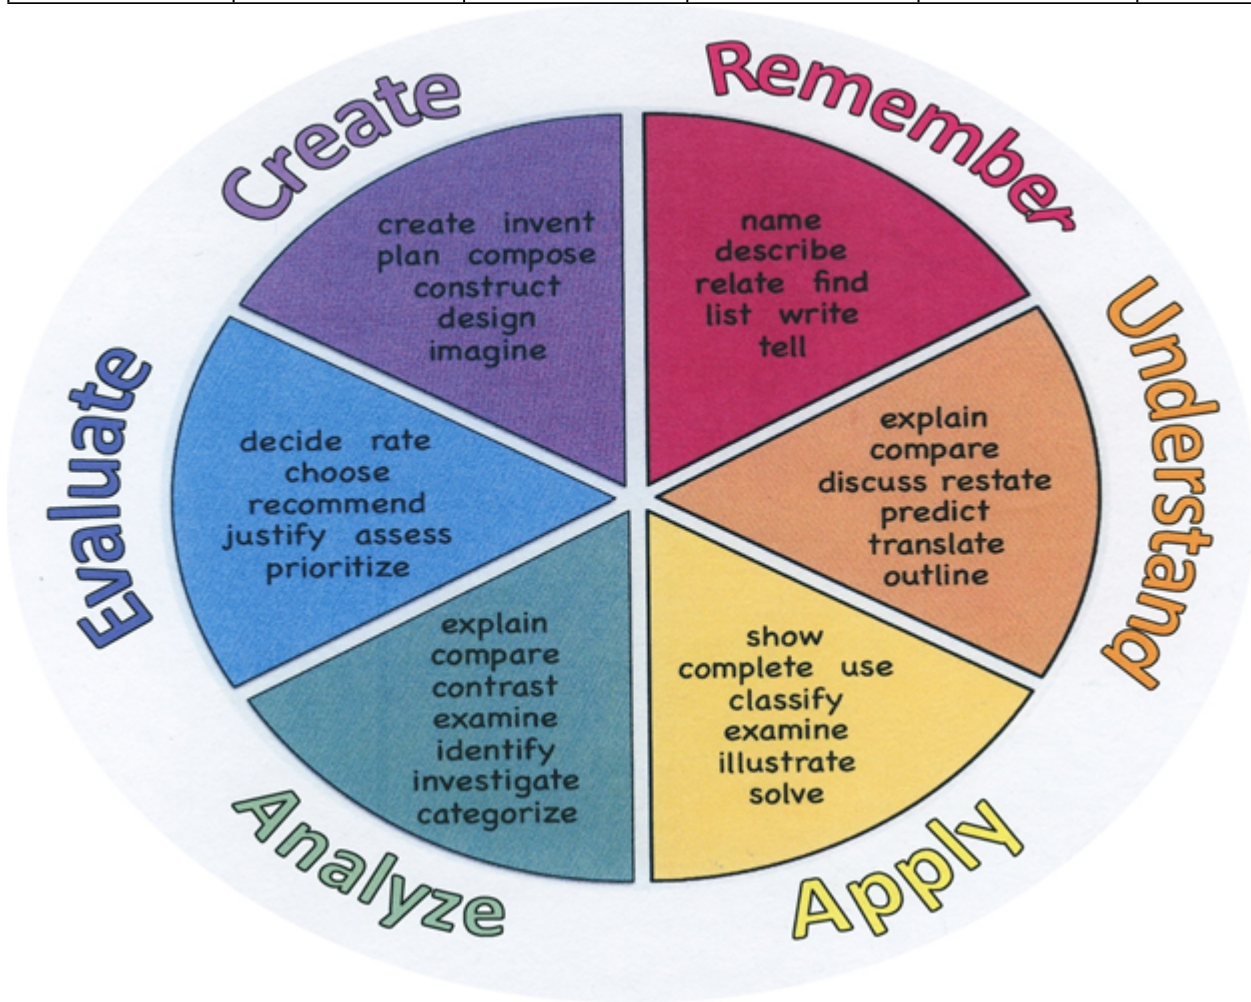 Remember
name
describe
relate find
list write
tell
Understand
explain
compare
discuss restate
predict
translate
outline
Apply
show
complete use
classify
examine
illustrate
solve
Analyze
explain
compare
contrast
examine
identify
investigate
categorize
Evaluate
decide rate
choose
recommend
justify assess
prioritize
Create
create invent
plan compose
construct
design
imagine